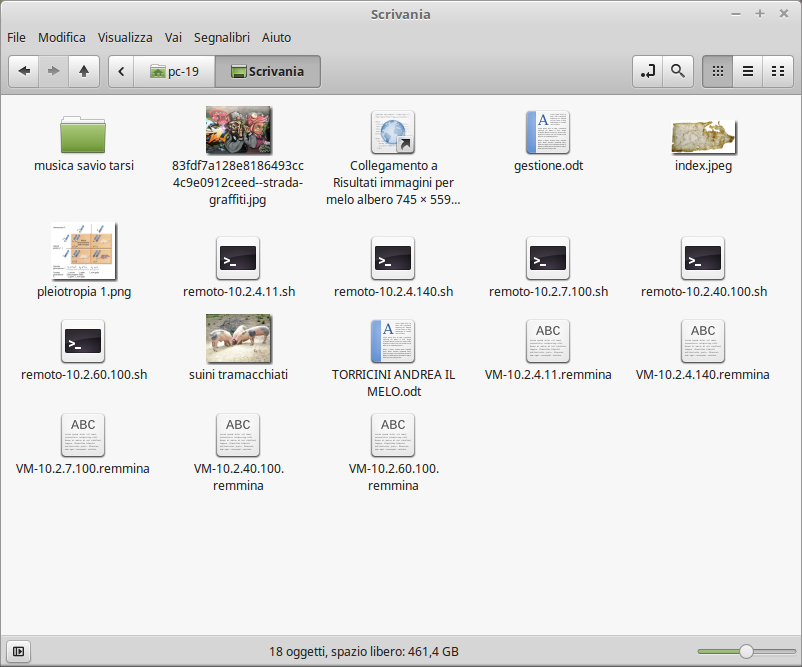 Scrivania
File Modifica Visualizza Vai Segnalibri Aiuto
pc-19 Scrivania
musica savio tarsi
83fdf7a128e8186493cc
4c9e0912ceed--strada-
graffiti.jpg
Collegamento a
Risultati immagini per
melo albero 745 × 559...
gestione.odt
index.jpeg
pleiotropia 1.png
remoto-10.2.4.11.sh
remoto-10.2.4.140.sh
remoto-10.2.7.100.sh
remoto-10.2.40.100.sh
remoto-10.2.60.100.sh
suini tramacchiati
TORRICINI ANDREA IL
MELO.odt
ABC
VM-10.2.4.11.remmina
ABC
VM-10.2.4.140.remmina
ABC
VM-10.2.7.100.remmina
ABC
VM-10.2.40.100.
remmina
ABC
VM-10.2.60.100.
remmina
18 oggetti, spazio libero: 461,4 GB